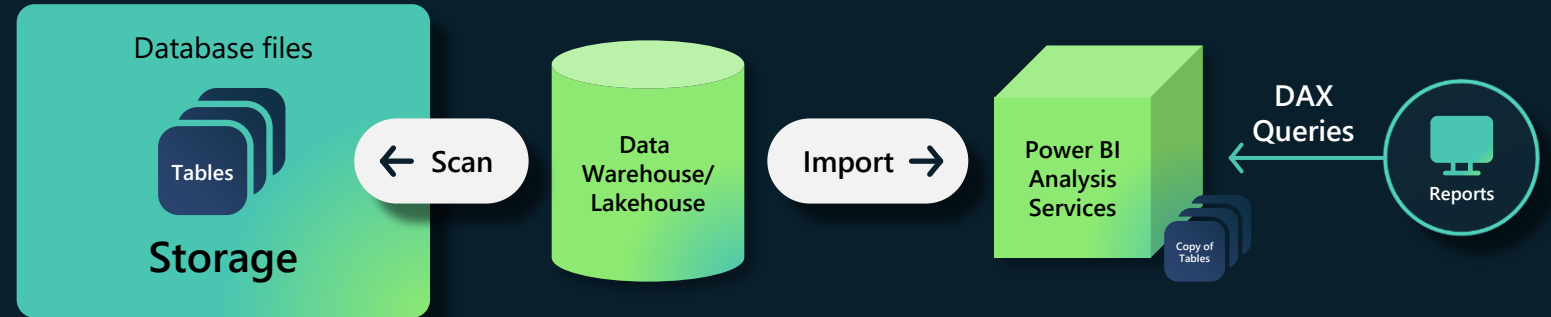 Database files
Tables
Storage
Scan
Data
Warehouse/
Lakehouse
Import
Power BI
Analysis
Services
Copy of
Tables
DAX
Queries
Reports